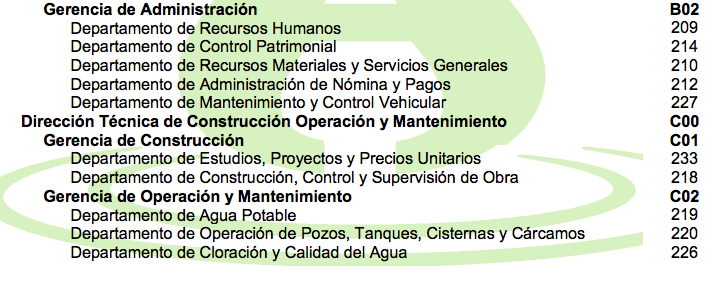 Gerencia de Administración B02
Departamento de Recursos Humanos 209
Departamento de Control Patrimonial 214
Departamento de Recursos Materiales y Servicios Generales 210
Departamento de Administración de Nómina y Pagos 212
Departamento de Mantenimiento y Control Vehicular 227
Dirección Técnica de Construcción Operación y Mantenimiento C00
Gerencia de Construcción C01
Departamento de Estudios, Proyectos y Precios Unitarios 233
Departamento de Construcción, Control y Supervisión de Obra 218
Gerencia de Operación y Mantenimiento C02
Departamento de Agua Potable 219
Departamento de Operación de Pozos, Tanques, Cisternas y Cárcamos 220
Departamento de Cloración y Calidad del Agua 226